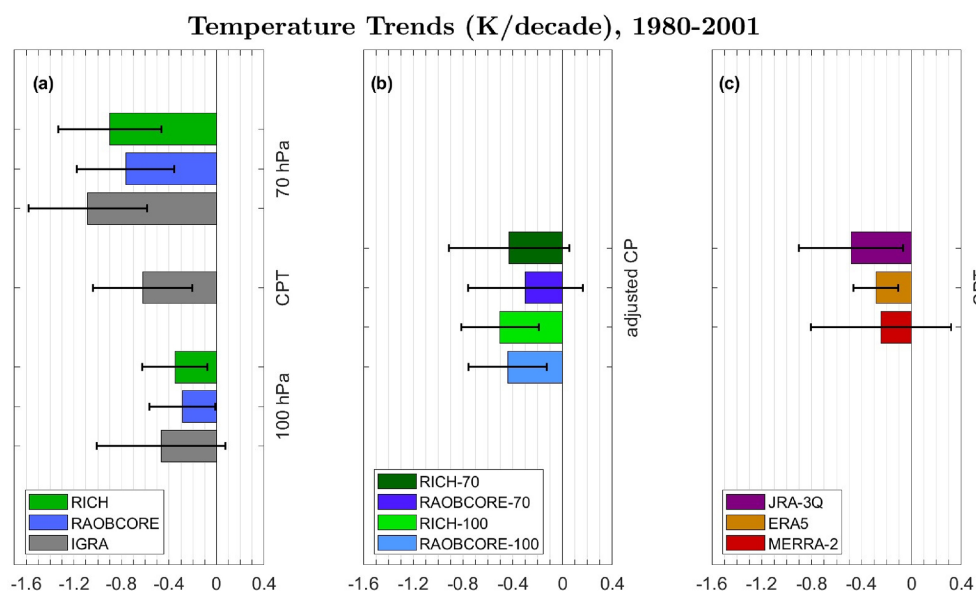 Temperature Trends (K/decade), 1980-2001
(a)
70 hPa
CPT
100 hPa
RICH
RAOBCORE
IGRA
-1.6 -1.2 -0.8 -0.4 0 0.4
(b)
adjusted CP
RICH-70
RAOBCORE-70
RICH-100
RAOBCORE-100
-1.6 -1.2 -0.8 -0.4 0 0.4
(c)
JRA-3Q
ERA5
MERRA-2
-1.6 -1.2 -0.8 -0.4 0 0.4